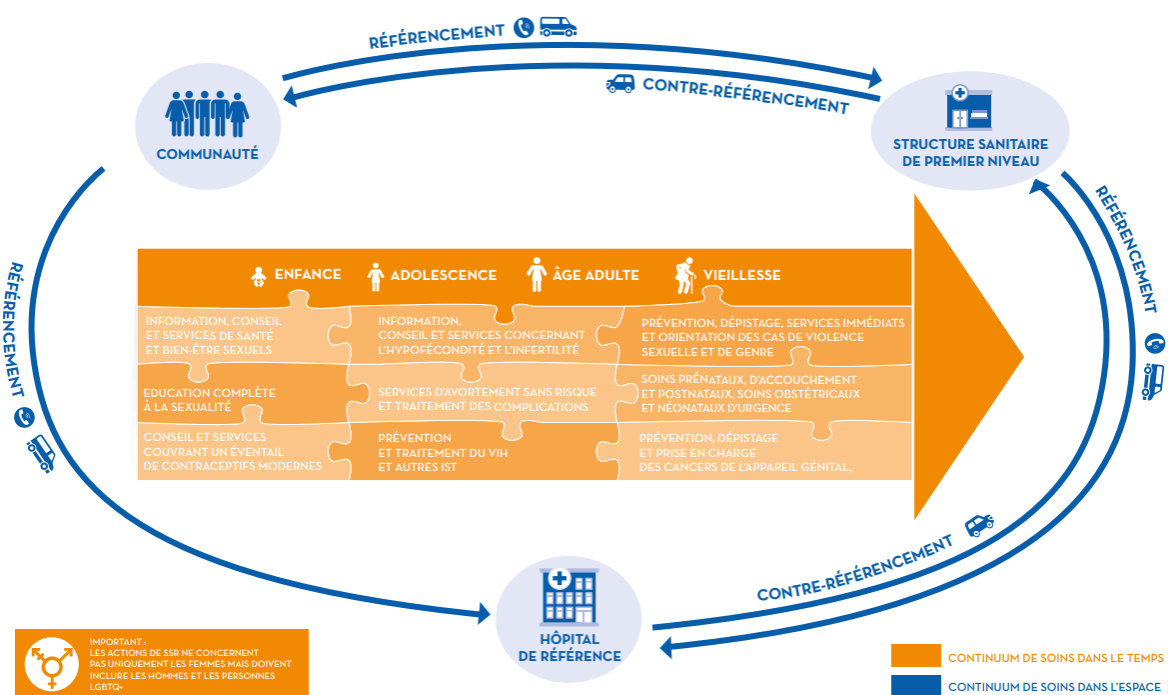 RÉFÉRENCEMENT
CONTRE-RÉFÉRENCEMENT
COMMUNAUTÉ
STRUCTURE SANITAIRE
DE PREMIER NIVEAU
RÉFÉRENCEMENT
RÉFÉRENCEMENT
ENFANCE
ADOLESCENCE
ÂGE ADULTE
VIEILLESSE
INFORMATION, CONSEIL
ET SERVICES DE SANTÉ
ET BIEN-ÊTRE SEXUELS
INFORMATION,
CONSEIL ET SERVICES CONCERNANT
L'HYPOFÉCONDITÉ ET L'INFERTILITÉ
PRÉVENTION, DÉPISTAGE, SERVICES IMMÉDIATS
ET ORIENTATION DES CAS DE VIOLENCE
SEXUELLE ET DE GENRE
EDUCATION COMPLÈTE
À LA SEXUALITÉ
SERVICES D'AVORTEMENT SANS RISQUE
ET TRAITEMENT DES COMPLICATIONS
SOINS PRÉNATAUX, D'ACCOUCHEMENT
ET POSTNATAUX, SOINS OBSTÉTRICAUX
ET NÉONATAUX D'URGENCE
CONSEIL ET SERVICES
COUVRANT UN ÉVENTAIL
DE CONTRACEPTIFS MODERNES
PRÉVENTION
ET TRAITEMENT DU VIH
ET AUTRES IST
PRÉVENTION, DÉPISTAGE
ET PRISE EN CHARGE
DES CANCERS DE L'APPAREIL GÉNITAL,
CONTRE-RÉFÉRENCEMENT
HÔPITAL
DE RÉFÉRENCE
IMPORTANT :
LES ACTIONS DE SSR NE CONCERNENT
PAS UNIQUEMENT LES FEMMES MAIS DOIVENT
INCLURE LES HOMMES ET LES PERSONNES
LGBTQ+
CONTINUUM DE SOINS DANS LE TEMPS
CONTINUUM DE SOINS DANS L'ESPACE